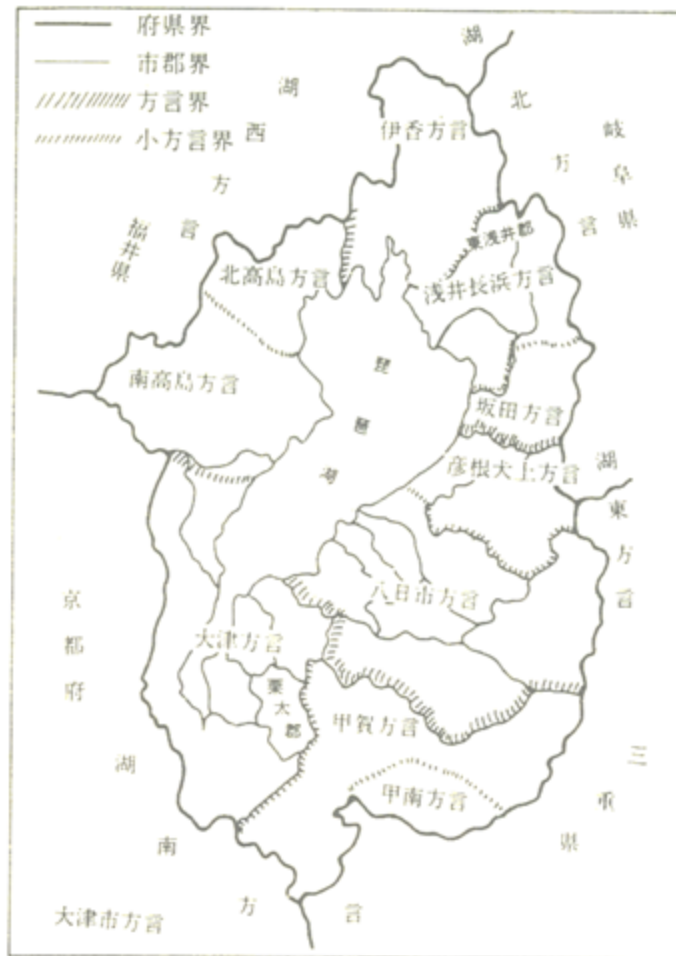 府県界
市郡界
方言界
小方言界
湖西方言
湖北方言
岐阜県
福井県
伊香方言
東浅井郡
浅井長浜方言
北高島方言
南高島方言
琵琶湖
坂田方言
彦根犬上方言
湖東方言
八日市方言
京都府
大津方言
栗太郡
甲賀方言
甲南方言
三重県
湖南方言
大津市方言